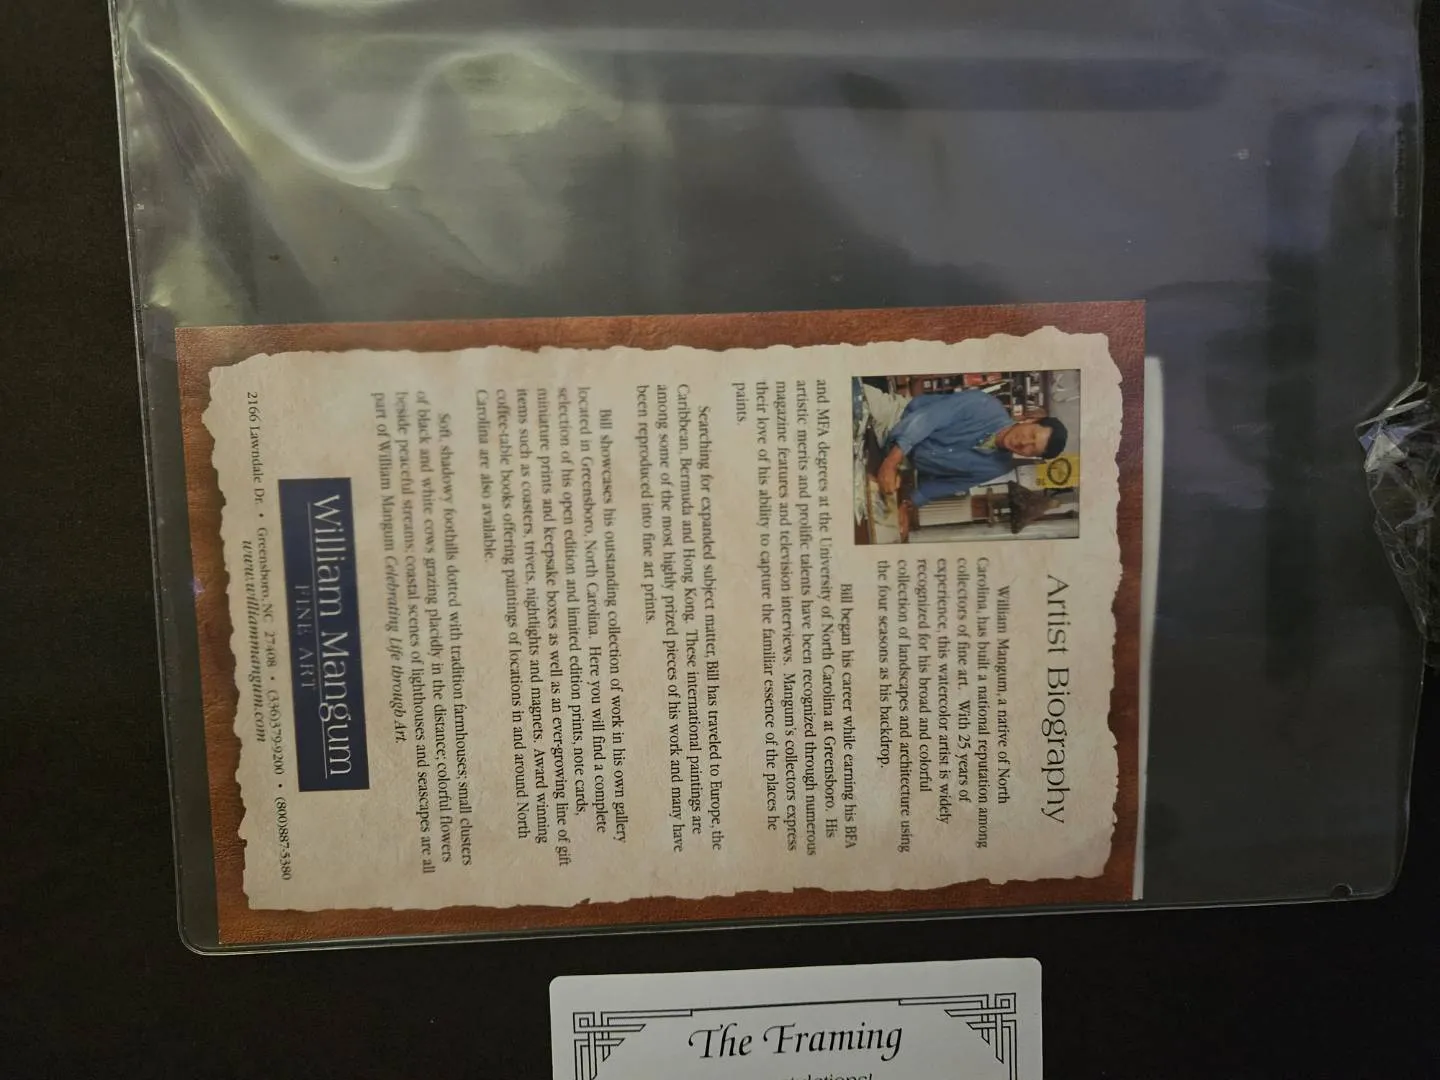 Artist Biography
William Mangum, a native of North
Carolina, has built a national reputation among
collectors of fine art. With 25 years of
experience, this watercolor artist is widely
recognized for his broad and colorful
collection of landscapes and architecture using
the four seasons as his backdrop.
Bill began his career while earning his BFA
and MFA degrees at the University of North Carolina at Greensboro. His
artistic merits and prolific talents have been recognized through numerous
magazine features and television interviews. Mangum's collectors express
their love of his ability to capture the familiar essence of the places he
paints.
Searching for expanded subject matter, Bill has traveled to Europe, the
Caribbean, Bermuda and Hong Kong. These international paintings are
among some of the most highly prized pieces of his work and many have
been reproduced into fine art prints.
Bill showcases his outstanding collection of work in his own gallery
located in Greensboro, North Carolina. Here you will find a complete
selection of his open edition and limited edition prints, note cards,
miniature prints and keepsake boxes as well as an ever-growing line of gift
items such as coasters, trivets, nightlights and magnets. Award winning
coffee-table books offering paintings of locations in and around North
Carolina are also available.
Soft, shadowy foothills dotted with tradition farmhouses; small clusters
of black and white cows grazing placidly in the distance; colorful flowers
beside peaceful streams; coastal scenes of lighthouses and seascapes are all
part of William Mangum Celebrating Life through Art.
William Mangum
FINE ART
2166 Lawndale Dr. • Greensboro, NC 27408 • (336)379-9200 • (800)887-5380
www.williammangum.com
The Framing